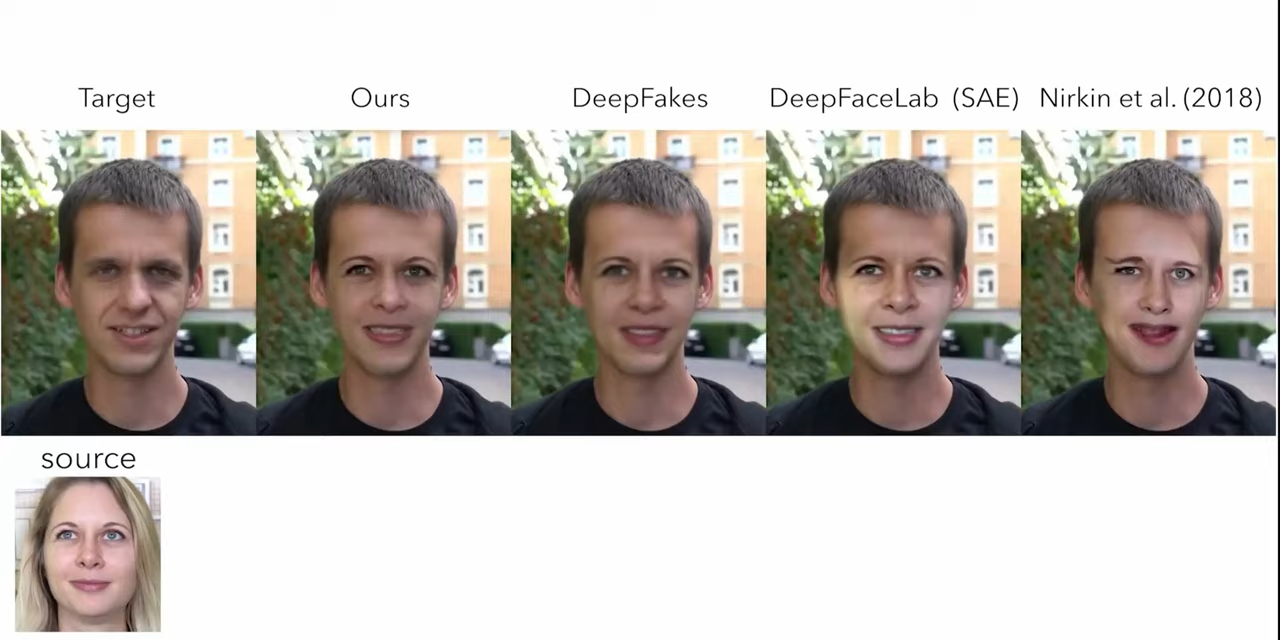 Target
Ours
DeepFakes
DeepFaceLab (SAE)
Nirkin et al. (2018)
source